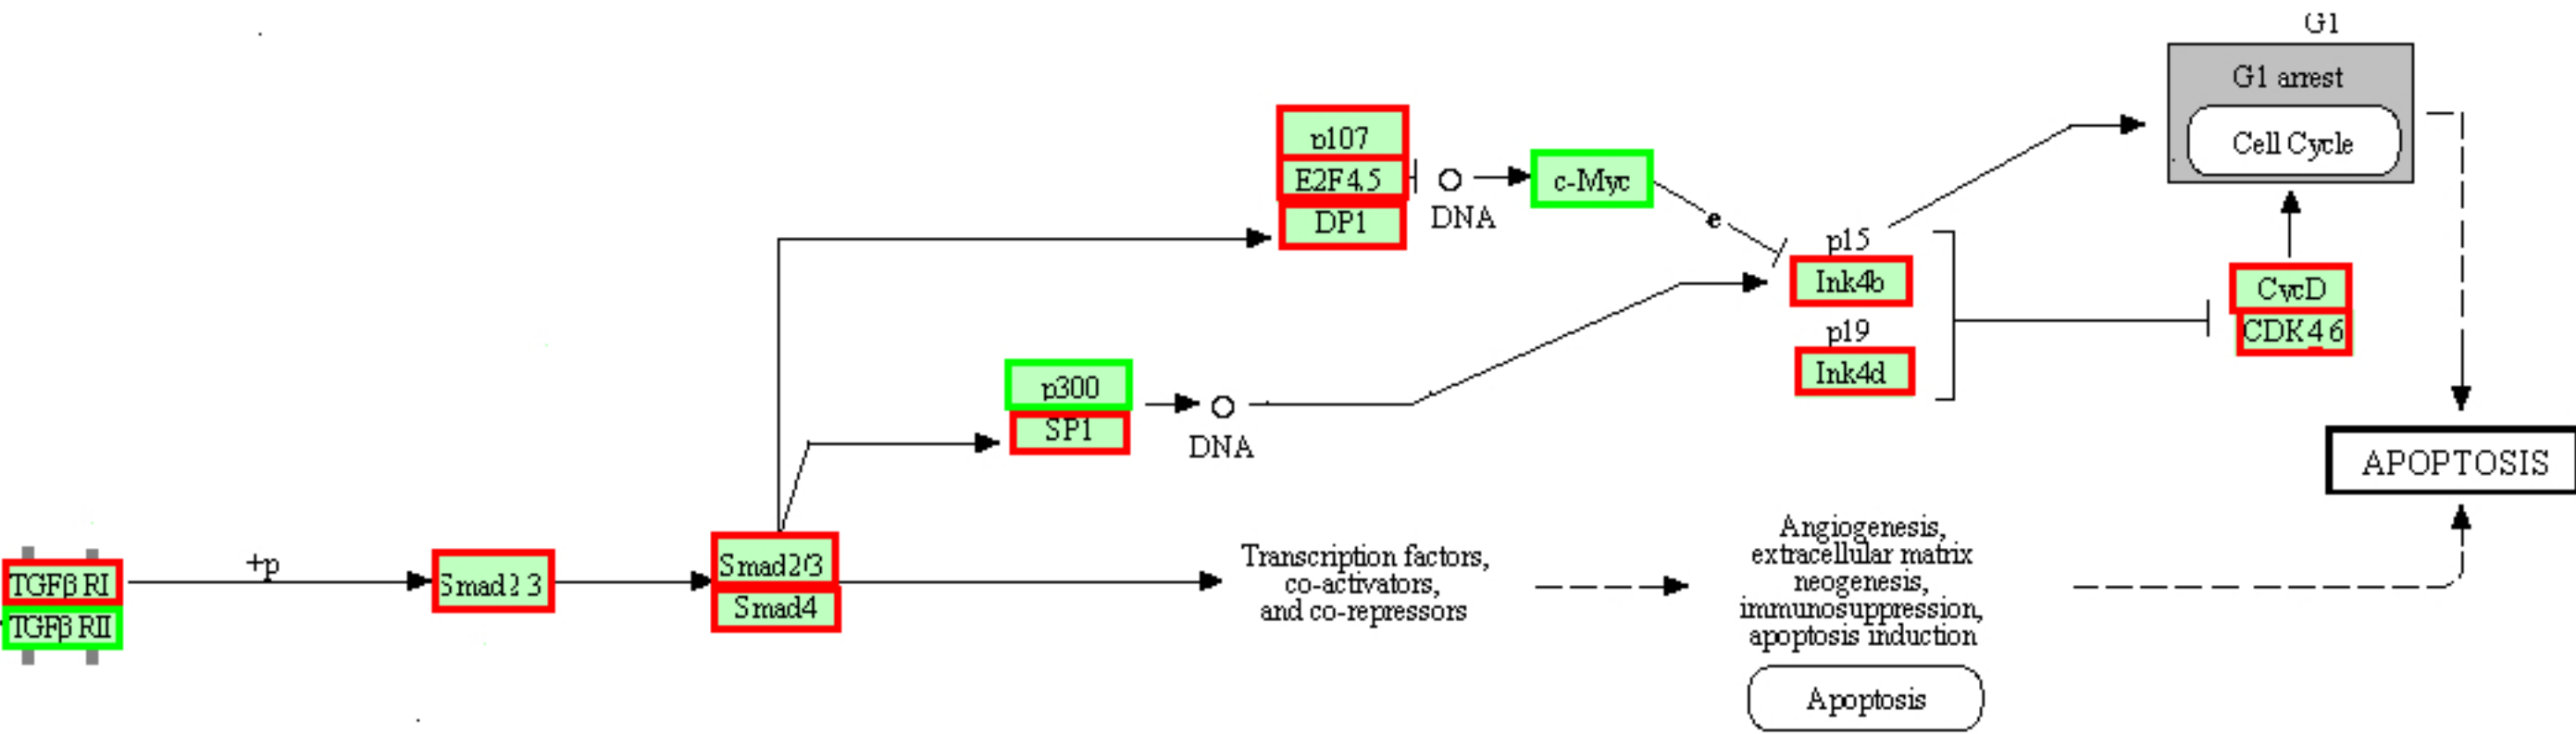 G1
G1 arrest
Cell Cycle
p107
E2F4.5
DP1
DNA
c-Myc
e
p15
Ink4b
p19
Ink4d
CycD
CDK4 6
p300
SP1
DNA
APOPTOSIS
TGFβ RI
TGFβ RII
+p
Smad2 3
Smad2/3
Smad4
Transcription factors,
co-activators,
and co-repressors
Angiogenesis,
extracellular matrix
neogenesis,
immunosuppression,
apoptosis induction
Apoptosis